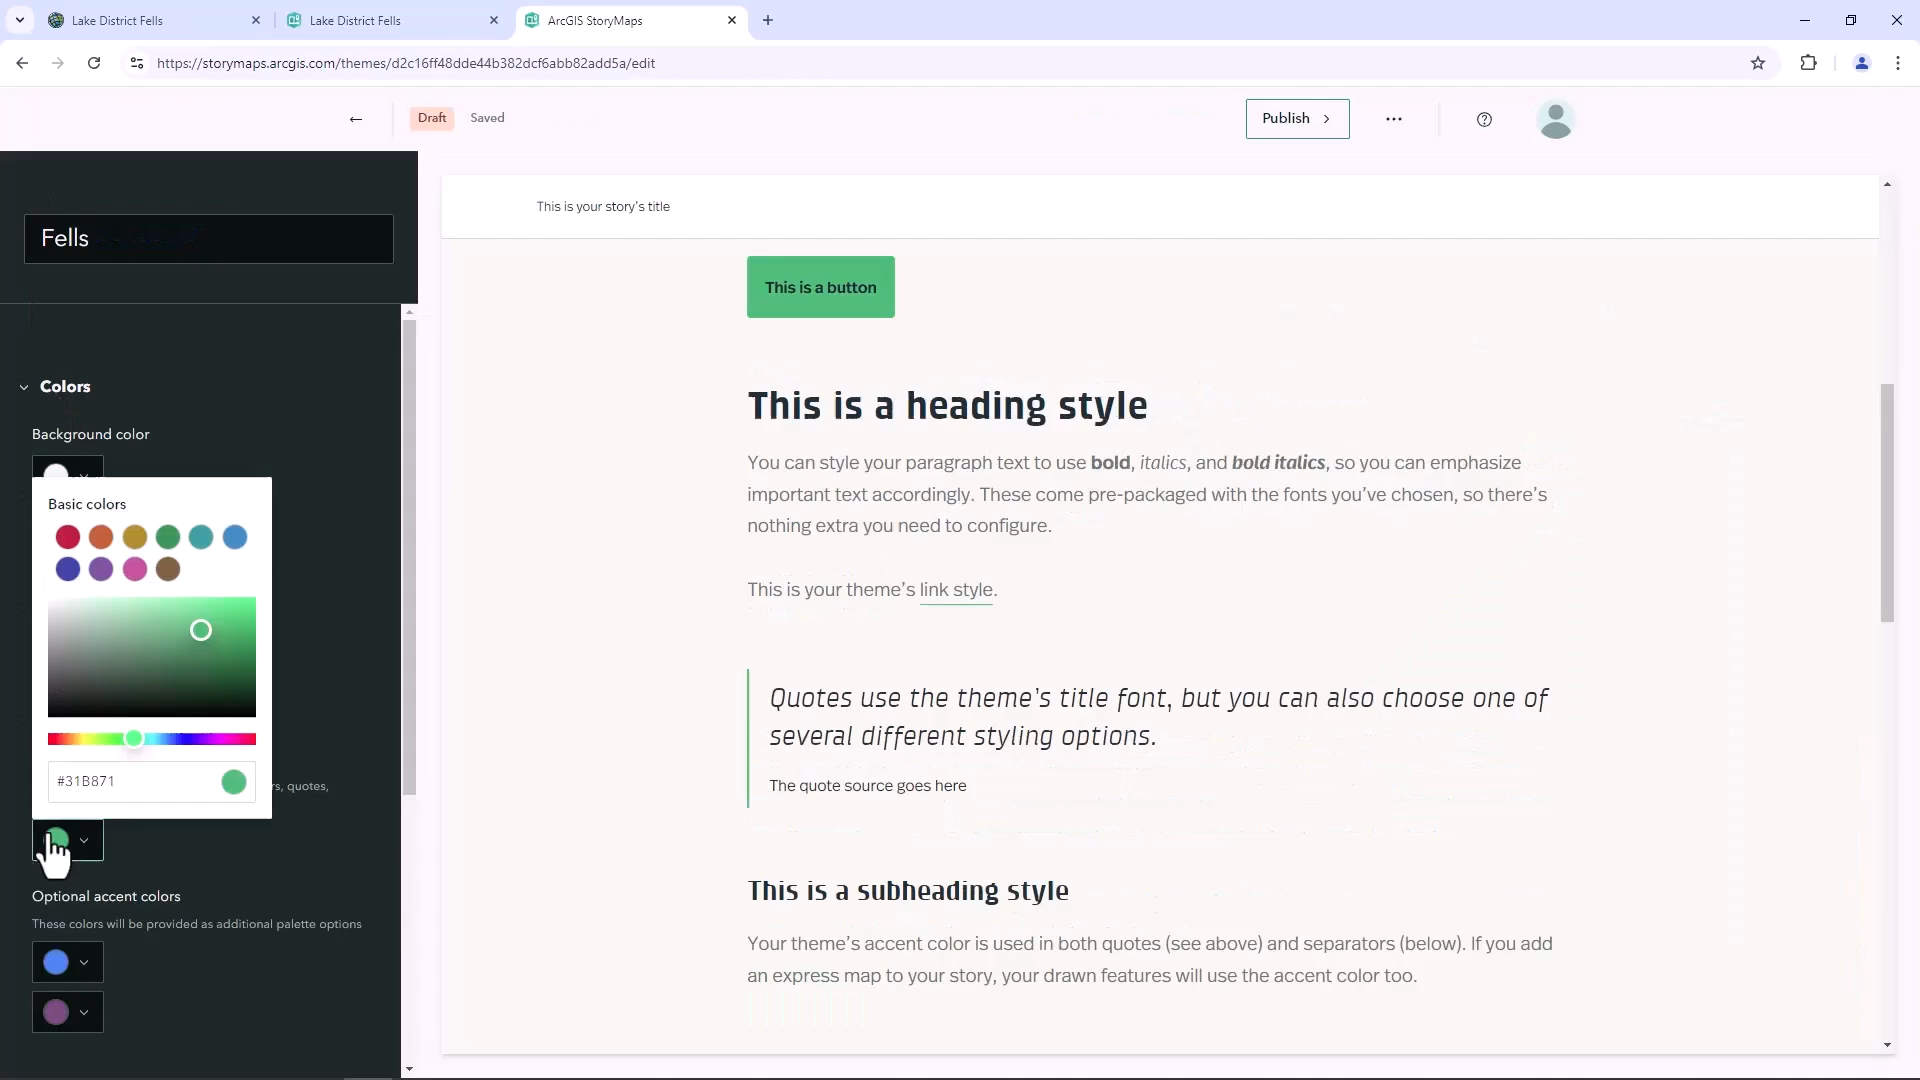 Lake District Fells
Lake District Fells
ArcGIS StoryMaps
https://storymaps.arcgis.com/themes/d2c16ff48dde44b382dcf6abb82add5a/edit
Draft
Saved
Publish
Fells
This is your story's title
This is a button
Colors
Background color
Basic colors
#31B871
rs, quotes,
Optional accent colors
These colors will be provided as additional palette options
This is a heading style
You can style your paragraph text to use bold, italics, and bold italics, so you can emphasize
important text accordingly. These come pre-packaged with the fonts you've chosen, so there's
nothing extra you need to configure.
This is your theme's link style.
Quotes use the theme's title font, but you can also choose one of
several different styling options.
The quote source goes here
This is a subheading style
Your theme's accent color is used in both quotes (see above) and separators (below). If you add
an express map to your story, your drawn features will use the accent color too.